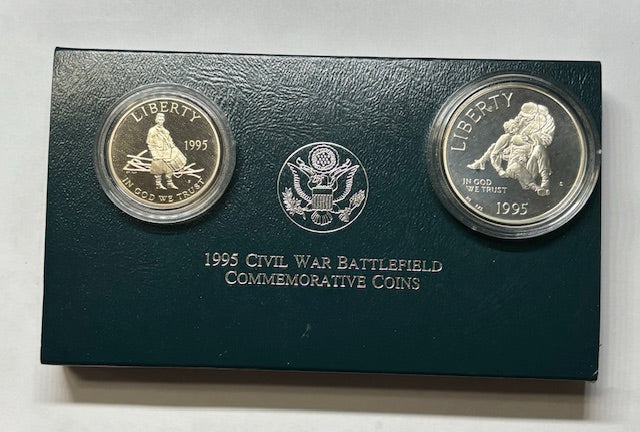 LIBERTY
1995
IN GOD WE TRUST
LIBERTY
IN GOD
WE TRUST
1995
1995 CIVIL WAR BATTLEFIELD
COMMEMORATIVE COINS